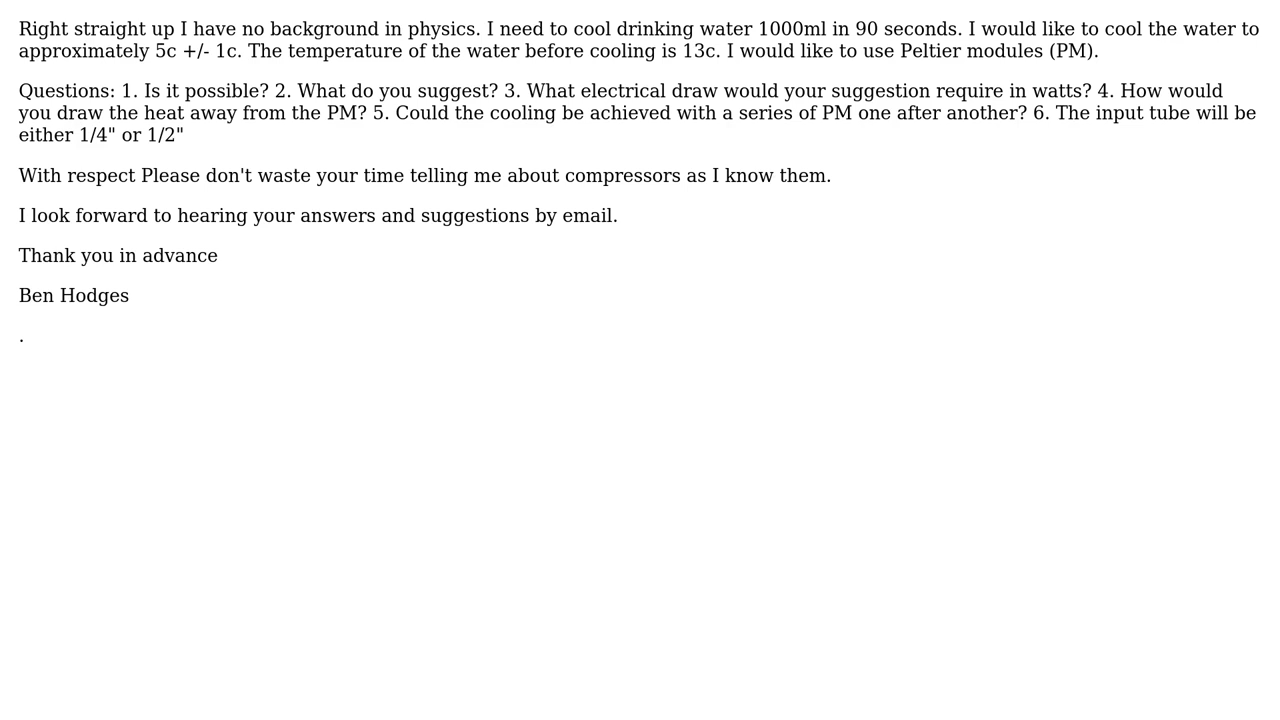 Right straight up I have no background in physics. I need to cool drinking water 1000ml in 90 seconds. I would like to cool the water to
approximately 5c +/- 1c. The temperature of the water before cooling is 13c. I would like to use Peltier modules (PM).
Questions: 1. Is it possible? 2. What do you suggest? 3. What electrical draw would your suggestion require in watts? 4. How would
you draw the heat away from the PM? 5. Could the cooling be achieved with a series of PM one after another? 6. The input tube will be
either 1/4" or 1/2"
With respect Please don't waste your time telling me about compressors as I know them.
I look forward to hearing your answers and suggestions by email.
Thank you in advance
Ben Hodges
.